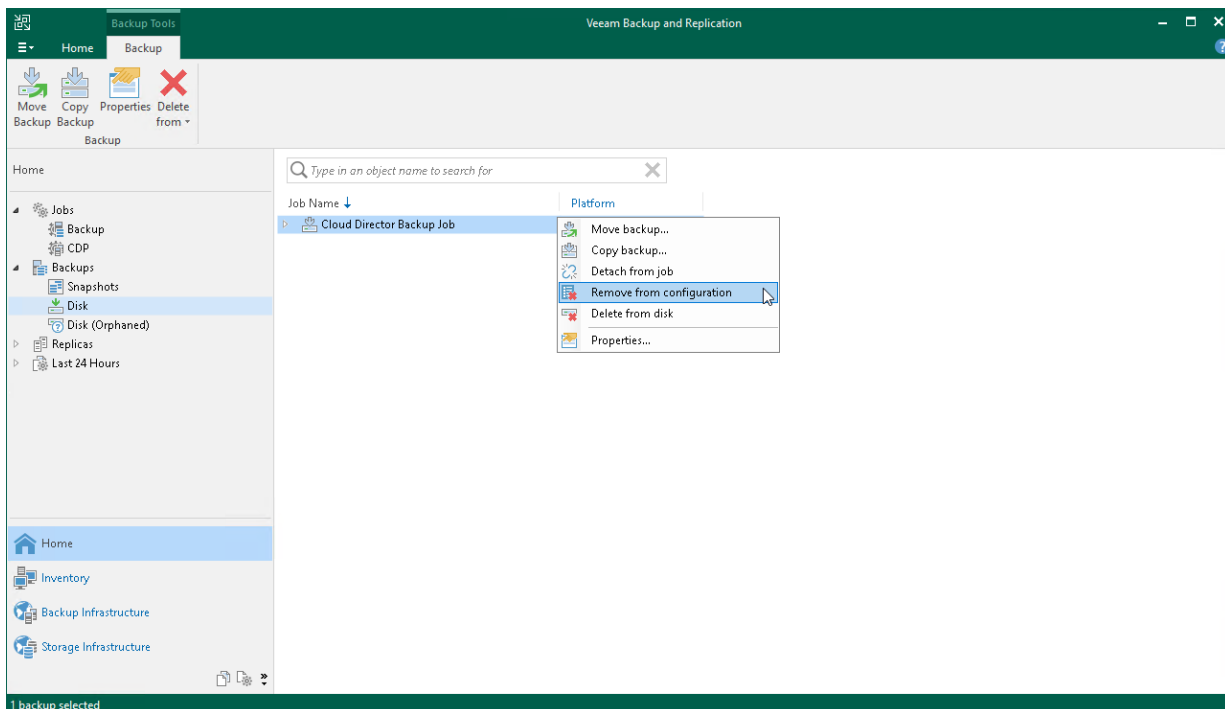 Backup Tools
Veeam Backup and Replication
Home Backup
Move Backup
Copy Backup
Properties
Delete from
Backup
Home
Type in an object name to search for
Jobs
Backup
CDP
Backups
Snapshots
Disk
Disk (Orphaned)
Replicas
Last 24 Hours
Job Name Platform
Cloud Director Backup Job
Move backup...
Copy backup...
Detach from job
Remove from configuration
Delete from disk
Properties...
Home
Inventory
Backup Infrastructure
Storage Infrastructure
1 backup selected